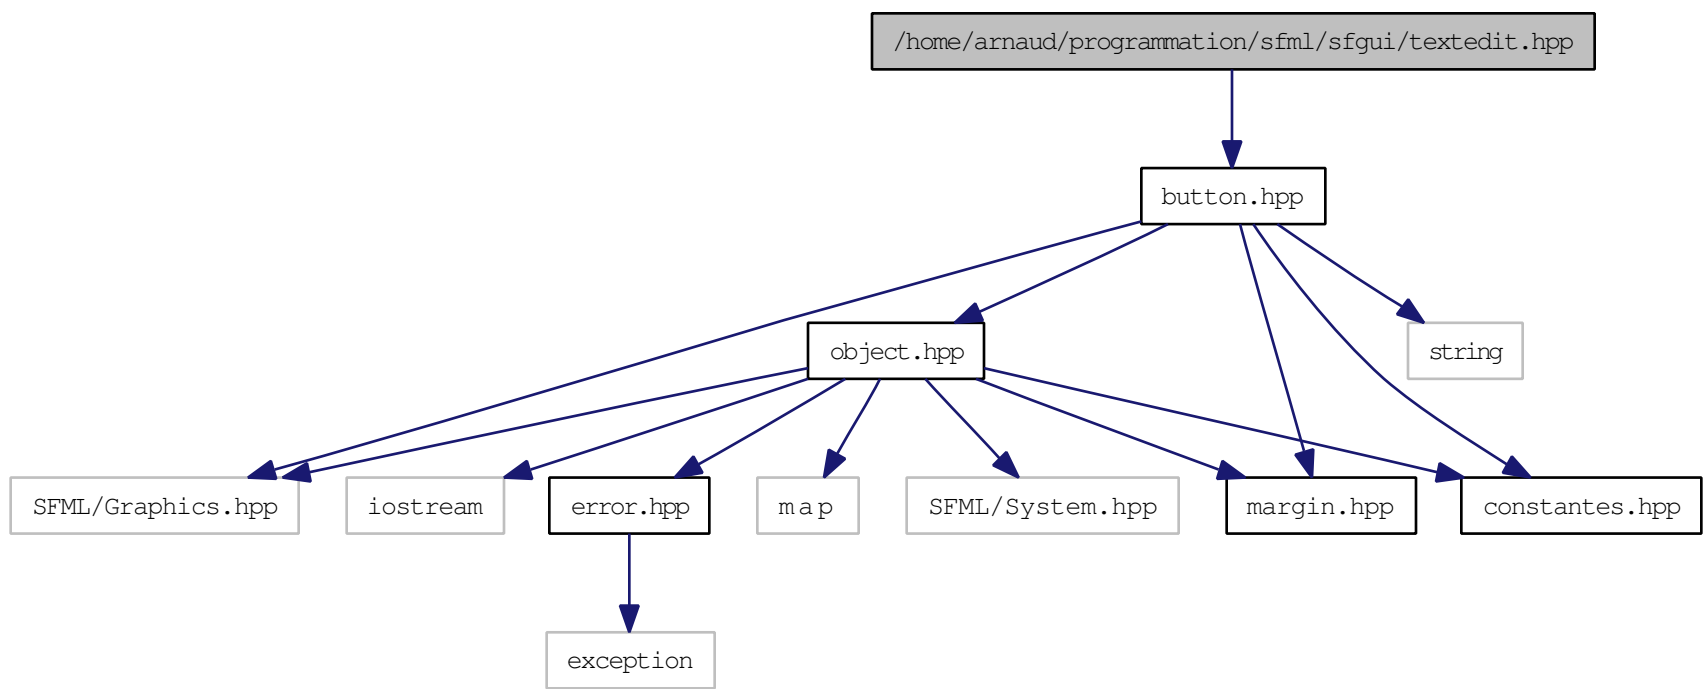 /home/arnaud/programmation/sfml/sfgui/textedit.hpp
button.hpp
object.hpp
string
SFML/Graphics.hpp
iostream
error.hpp
map
SFML/System.hpp
margin.hpp
constantes.hpp
exception